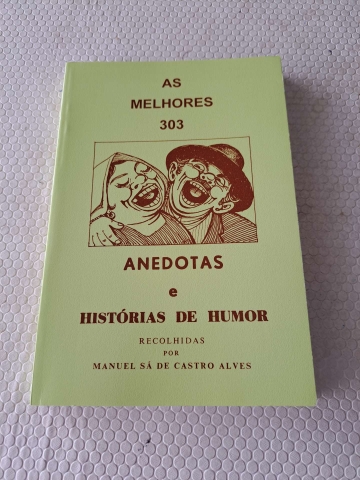 AS
MELHORES
303
ANEDOTAS
e
HISTÓRIAS DE HUMOR
RECOLHIDAS
POR
MANUEL SÁ DE CASTRO ALVES